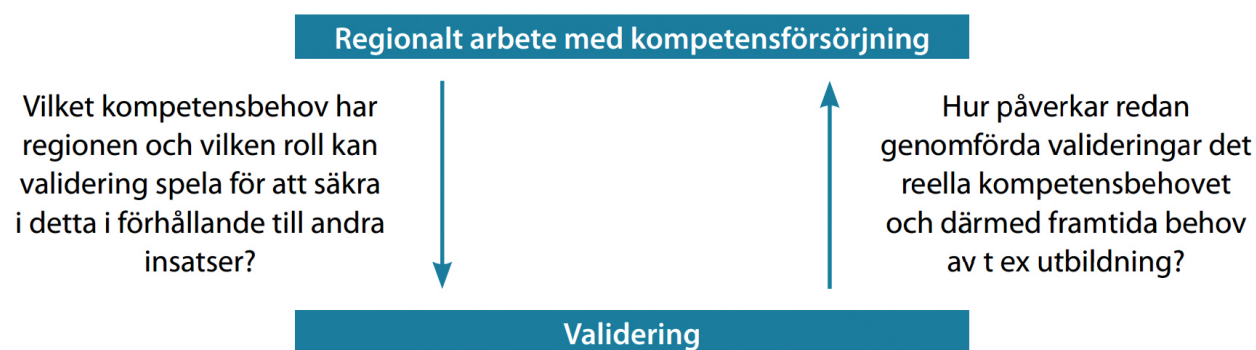 Regionalt arbete med kompetensförsörjning
Vilket kompetensbehov har
regionen och vilken roll kan
validering spela för att säkra
i detta i förhållande till andra
insatser?
Hur påverkar redan
genomförda valideringar det
reella kompetensbehovet
och därmed framtida behov
av t ex utbildning?
Validering